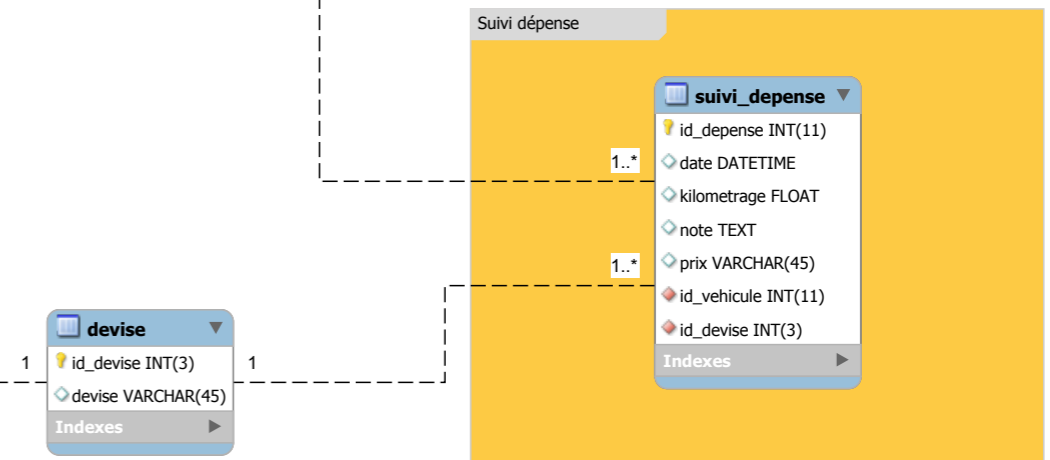 Suivi dépense
suivi_depense
id_depense INT(11)
1..*
date DATETIME
kilometrage FLOAT
note TEXT
1..*
prix VARCHAR(45)
id_vehicule INT(11)
id_devise INT(3)
Indexes
devise
1
id_devise INT(3)
1
devise VARCHAR(45)
Indexes